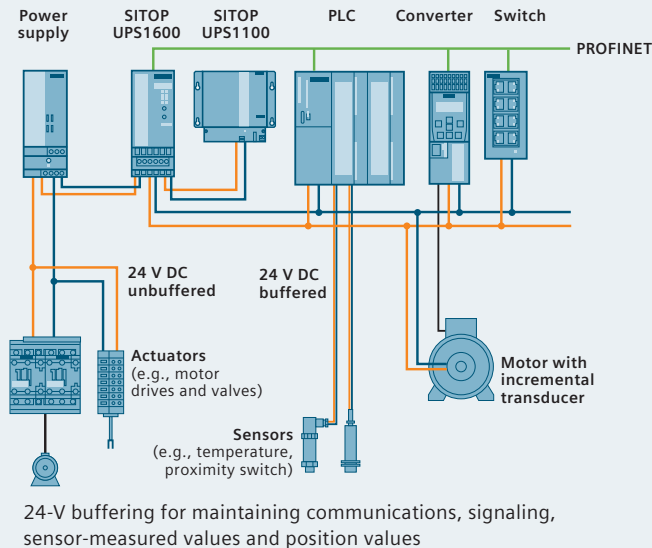 Power
supply
SITOP
UPS1600
SITOP
UPS1100
PLC
Converter
Switch
PROFINET
24 V DC
unbuffered
24 V DC
buffered
Actuators
(e.g., motor
drives and valves)
Motor with
incremental
transducer
Sensors
(e.g., temperature,
proximity switch)
24-V buffering for maintaining communications, signaling,
sensor-measured values and position values